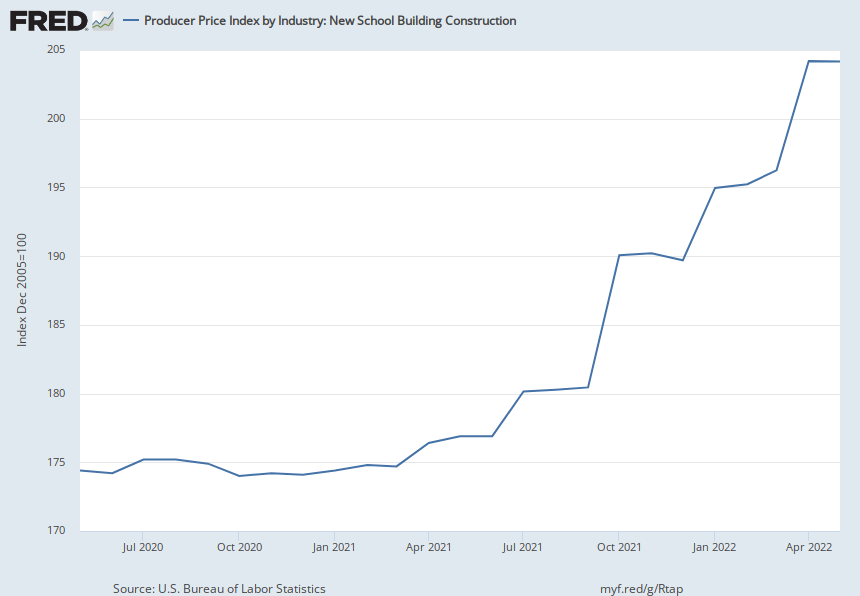 FRED
Producer Price Index by Industry: New School Building Construction
205
200
195
190
185
180
175
170
Index Dec 2005=100
Jul 2020 Oct 2020 Jan 2021 Apr 2021 Jul 2021 Oct 2021 Jan 2022 Apr 2022
Source: U.S. Bureau of Labor Statistics
myf.red/g/Rtap